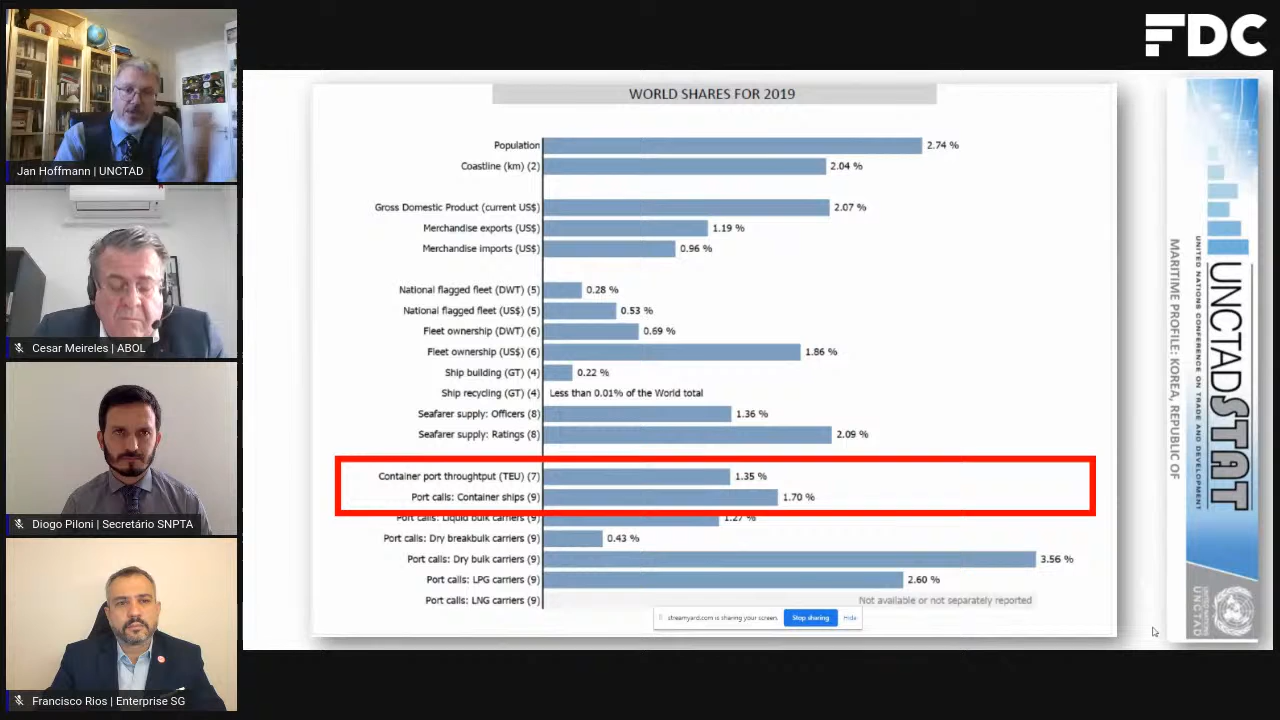 FDC
WORLD SHARES FOR 2019
Population 2.74 %
Coastline (km) (2) 2.04 %
Gross Domestic Product (current US$) 2.07 %
Merchandise exports (US$) 1.19 %
Merchandise imports (US$) 0.96 %
National flagged fleet (DWT) (5) 0.28 %
National flagged fleet (US$) (5) 0.53 %
Fleet ownership (DWT) (6) 0.69 %
Fleet ownership (US$) (6) 1.86 %
Ship building (GT) (4) 0.22 %
Ship recycling (GT) (4) Less than 0.01% of the World total
Seafarer supply: Officers (8) 1.36 %
Seafarer supply: Ratings (8) 2.09 %
Container port throughtput (TEU) (7) 1.35 %
Port calls: Container ships (9) 1.70 %
Port calls: Liquid bulk carriers (9) 1.27 %
Port calls: Dry breakbulk carriers (9) 0.43 %
Port calls: Dry bulk carriers (9) 3.56 %
Port calls: LPG carriers (9) 2.60 %
Port calls: LNG carriers (9) Not available or not separately reported
streamyard.com is sharing your screen. Stop sharing Hide
MARITIME PROFILE: KOREA, REPUBLIC OF
UNITED NATIONS CONFERENCE ON TRADE AND DEVELOPMENT
UNCTADSTAT
UNITED NATIONS
UNCTAD
Jan Hoffmann | UNCTAD
Cesar Meireles | ABOL
Diogo Piloni | Secretário SNPTA
Francisco Rios | Enterprise SG